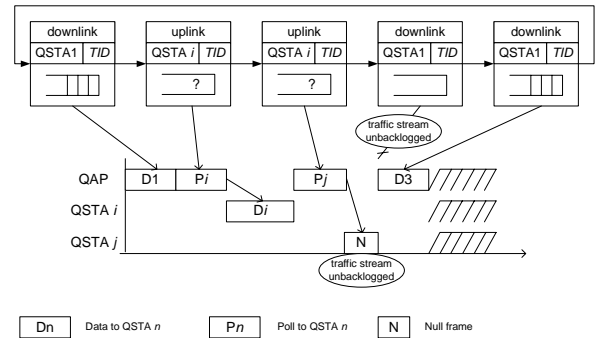 downlink uplink uplink downlink downlink
QSTA1 TID QSTA i TID QSTA i TID QSTA1 TID QSTA1 TID
? ?
traffic stream
unbacklogged
QAP D1 Pi Pj D3
QSTA i Di
QSTA j N
traffic stream
unbacklogged
Dn Data to QSTA n Pn Poll to QSTA n N Null frame